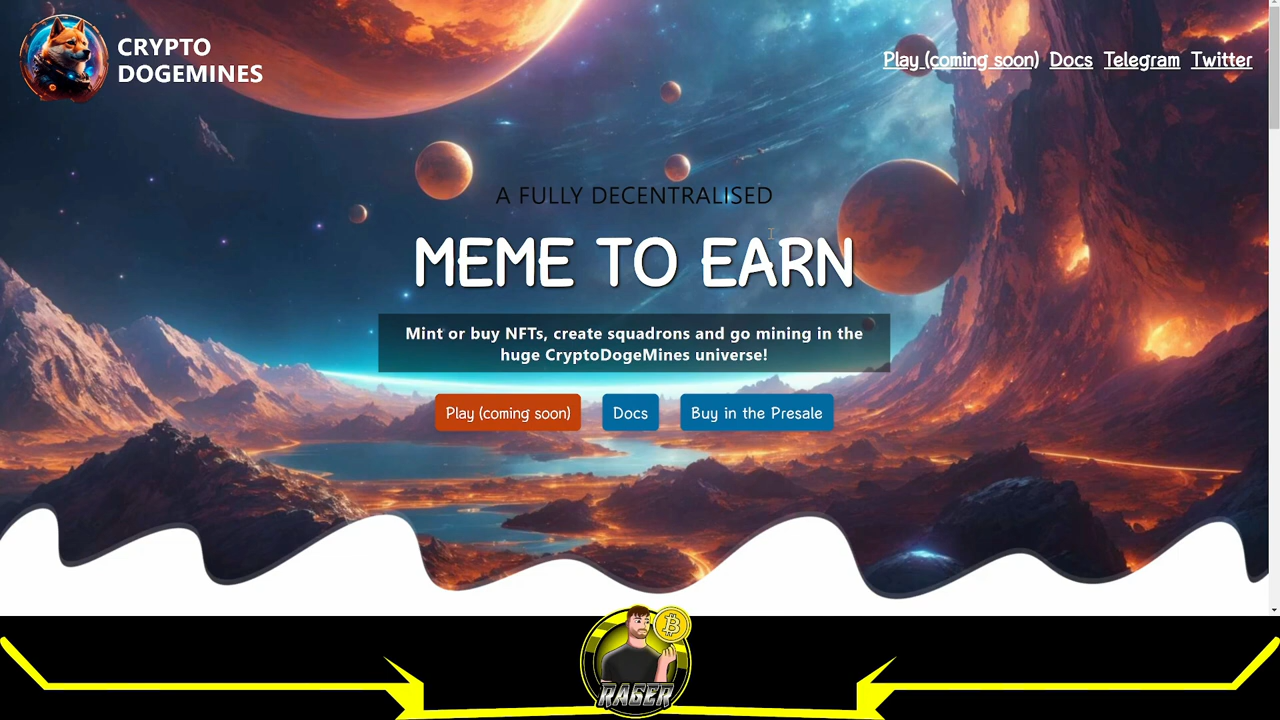 CRYPTO
DOGEMINES
Play (coming soon) Docs Telegram Twitter
A FULLY DECENTRALISED
MEME TO EARN
Mint or buy NFTs, create squadrons and go mining in the
huge CryptoDogeMines universe!
Play (coming soon) Docs Buy in the Presale
RAGER